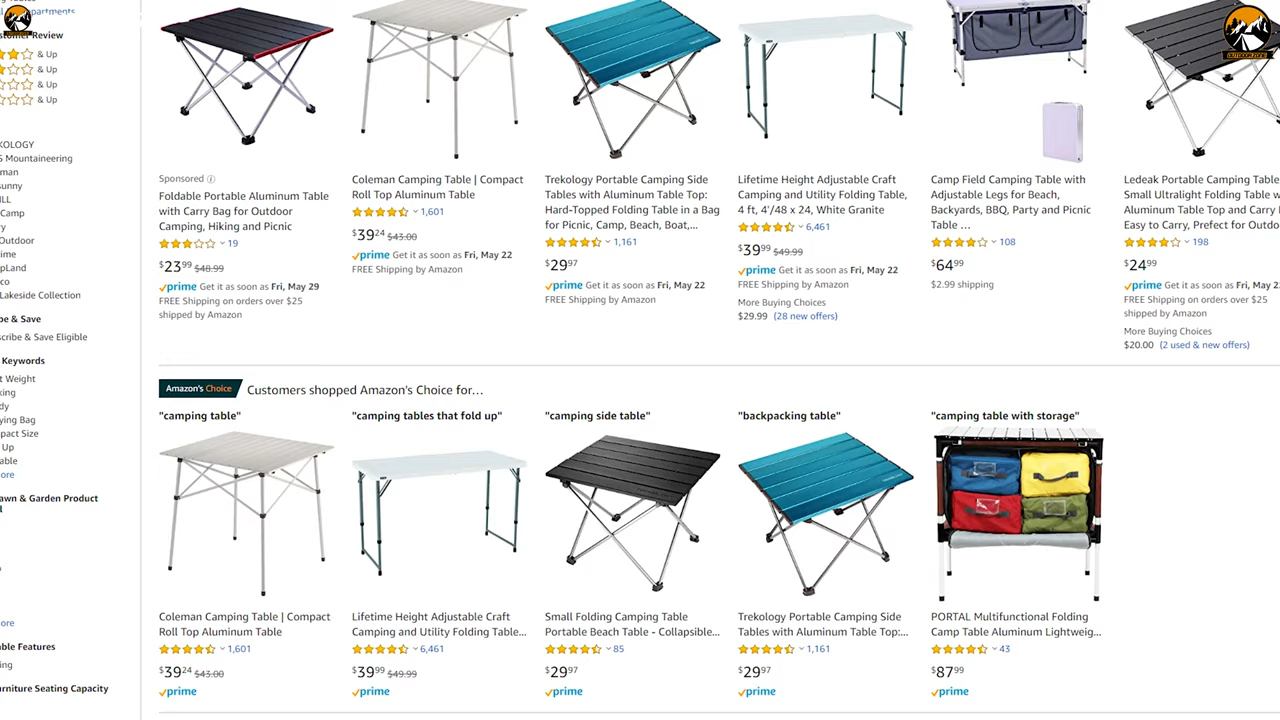 stomer Review
& Up
& Up
& Up
& Up
KOLOGY
S Mountaineering
man
sunny
ILL
Camp
ry
Outdoor
ime
pLand
co
Lakeside Collection
be & Save
scribe & Save Eligible
Keywords
t Weight
king
dy
ying Bag
pact Size
Up
able
ore
awn & Garden Product
l
ore
able Features
ing
urniture Seating Capacity
Sponsored
Foldable Portable Aluminum Table
with Carry Bag for Outdoor
Camping, Hiking and Picnic
19
$23 99 $48.99
prime Get it as soon as Fri, May 29
FREE Shipping on orders over $25
shipped by Amazon
Coleman Camping Table | Compact
Roll Top Aluminum Table
1,601
$39 24 $43.00
prime Get it as soon as Fri, May 22
FREE Shipping by Amazon
Trekology Portable Camping Side
Tables with Aluminum Table Top:
Hard-Topped Folding Table in a Bag
for Picnic, Camp, Beach, Boat,...
1,161
$29 97
prime Get it as soon as Fri, May 22
FREE Shipping by Amazon
Lifetime Height Adjustable Craft
Camping and Utility Folding Table,
4 ft, 4'/48 x 24, White Granite
6,461
$39 99 $49.99
prime Get it as soon as Fri, May 22
FREE Shipping by Amazon
More Buying Choices
$29.99 (28 new offers)
Camp Field Camping Table with
Adjustable Legs for Beach,
Backyards, BBQ, Party and Picnic
Table ...
108
$64 99
$2.99 shipping
OUTDOORZONE
Ledeak Portable Camping Table
Small Ultralight Folding Table w
Aluminum Table Top and Carry
Easy to Carry, Prefect for Outdo
198
$24 99
prime Get it as soon as Fri, May 2
FREE Shipping on orders over $25
shipped by Amazon
More Buying Choices
$20.00 (2 used & new offers)
Amazon's Choice Customers shopped Amazon's Choice for...
"camping table"
Coleman Camping Table | Compact
Roll Top Aluminum Table
1,601
$39 24 $43.00
prime
"camping tables that fold up"
Lifetime Height Adjustable Craft
Camping and Utility Folding Table...
6,461
$39 99 $49.99
prime
"camping side table"
Small Folding Camping Table
Portable Beach Table - Collapsible...
85
$29 97
prime
"backpacking table"
Trekology Portable Camping Side
Tables with Aluminum Table Top:...
1,161
$29 97
prime
"camping table with storage"
PORTAL Multifunctional Folding
Camp Table Aluminum Lightweig...
43
$87 99
prime